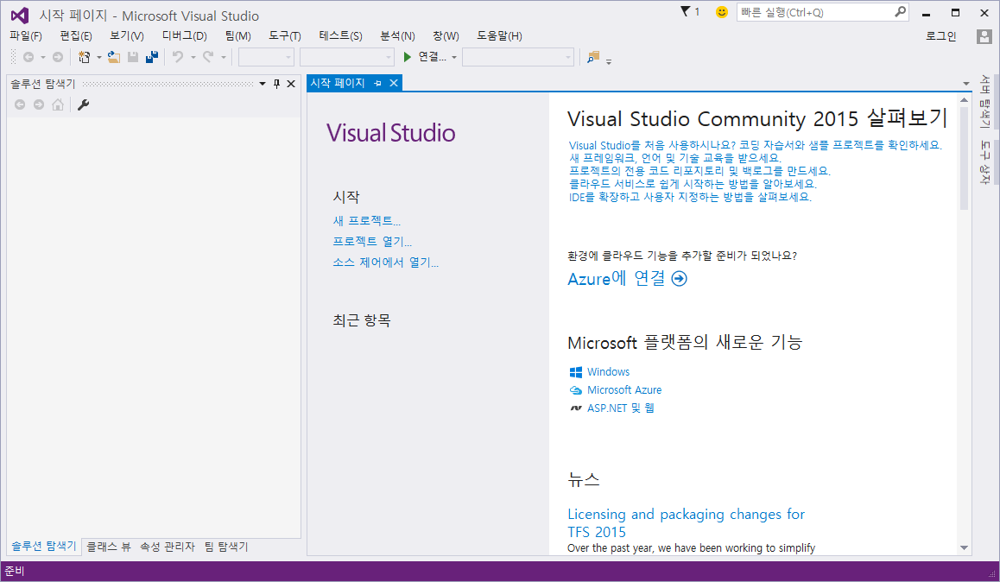 시작 페이지 - Microsoft Visual Studio
1
빠른 실행(Ctrl+Q)
파일(F) 편집(E) 보기(V) 디버그(D) 팀(M) 도구(T) 테스트(S) 분석(N) 창(W) 도움말(H)
로그인
연결...
솔루션 탐색기
시작 페이지
서버 탐색기
도구 상자
Visual Studio
시작
새 프로젝트...
프로젝트 열기...
소스 제어에서 열기...
최근 항목
Visual Studio Community 2015 살펴보기
Visual Studio를 처음 사용하시나요? 코딩 자습서와 샘플 프로젝트를 확인하세요.
새 프레임워크, 언어 및 기술 교육을 받으세요.
프로젝트의 전용 코드 리포지토리 및 백로그를 만드세요.
클라우드 서비스로 쉽게 시작하는 방법을 알아보세요.
IDE를 확장하고 사용자 지정하는 방법을 살펴보세요.
환경에 클라우드 기능을 추가할 준비가 되었나요?
Azure에 연결
Microsoft 플랫폼의 새로운 기능
Windows
Microsoft Azure
ASP.NET 및 웹
뉴스
Licensing and packaging changes for
TFS 2015
Over the past year, we have been working to simplify
솔루션 탐색기 클래스 뷰 속성 관리자 팀 탐색기
준비